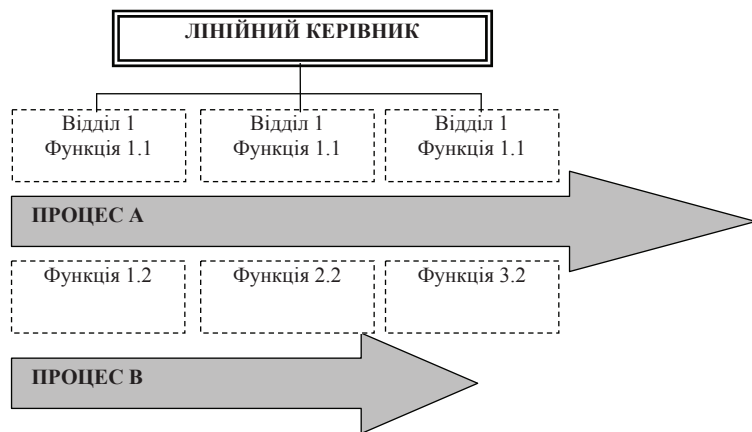 ЛІНІЙНИЙ КЕРІВНИК
Відділ 1
Функція 1.1
Відділ 1
Функція 1.1
Відділ 1
Функція 1.1
ПРОЦЕС А
Функція 1.2
Функція 2.2
Функція 3.2
ПРОЦЕС В